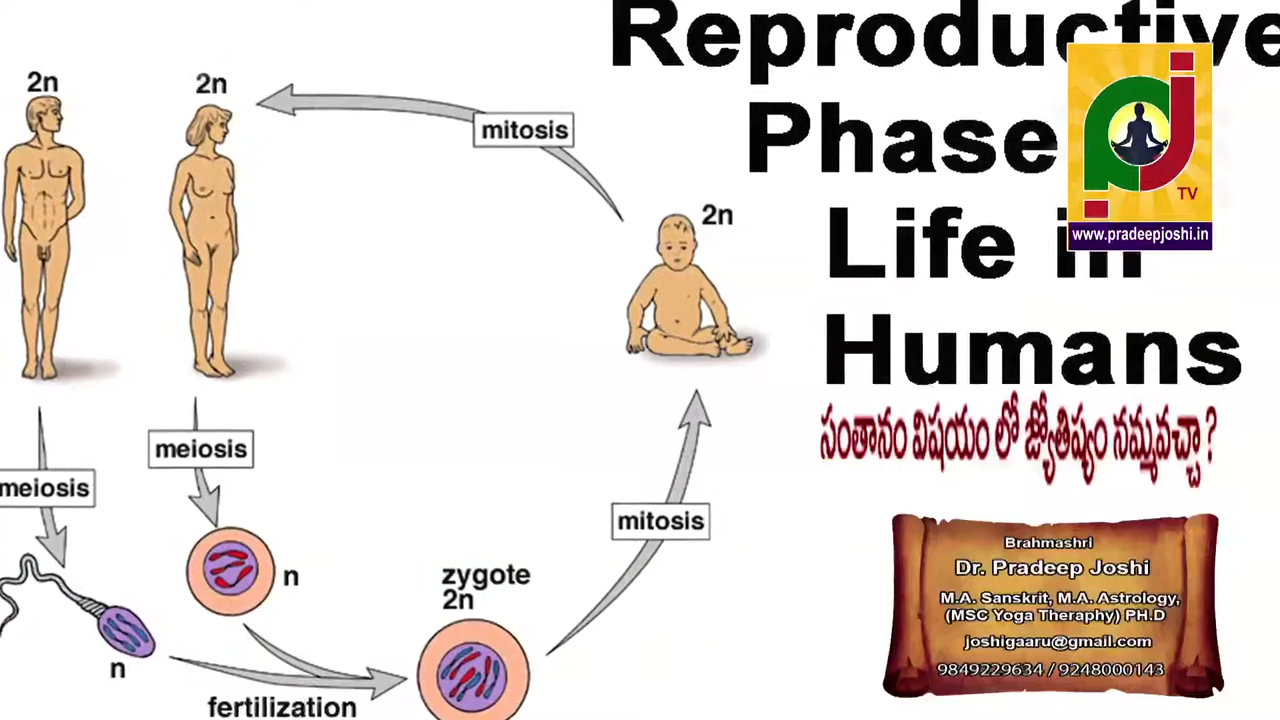 Reproductive
Phase
Life in
Humans
TV
www.pradeepjoshi.in
సంతానం విషయం లో జ్యోతిష్యం నమ్మవచ్చా?
2n
2n
mitosis
2n
meiosis
meiosis
mitosis
n
zygote
2n
n
fertilization
Brahmashri
Dr. Pradeep Joshi
M.A. Sanskrit, M.A. Astrology,
(MSC Yoga Theraphy) PH.D
joshigaaru@gmail.com
9849229634 / 9248000143